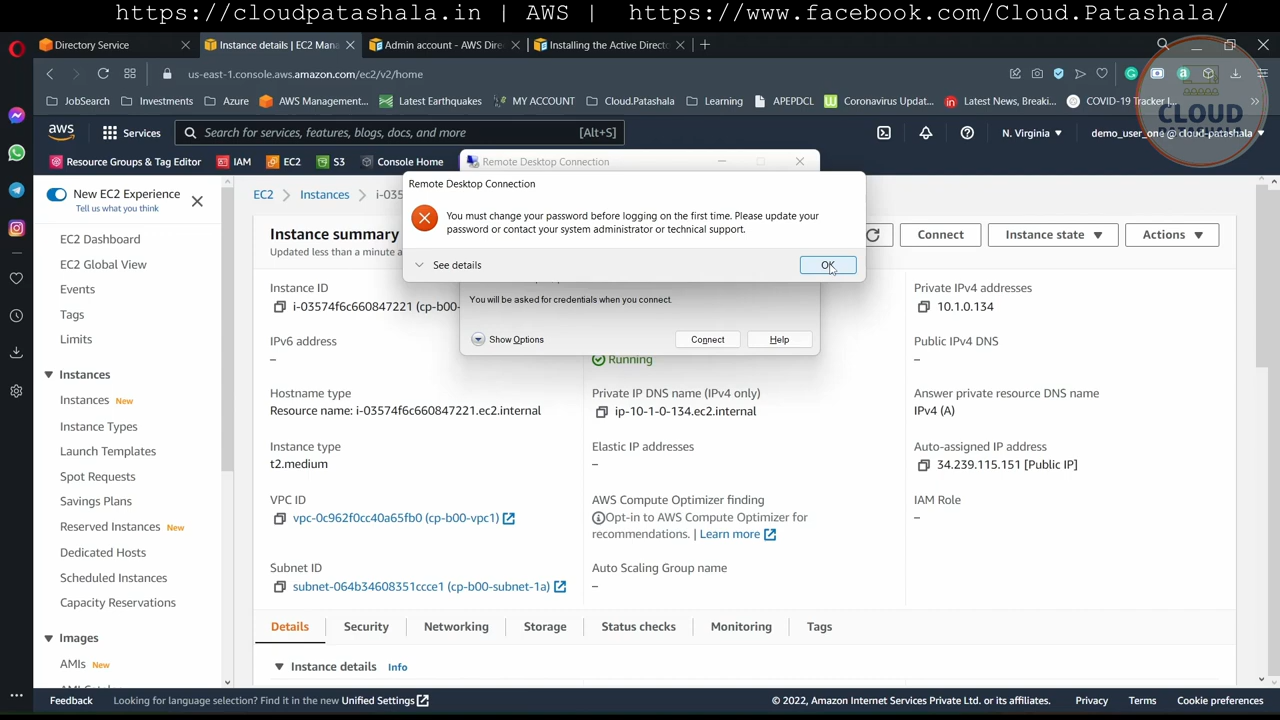 https://cloudpatashala.in | AWS | https://www.facebook.com/Cloud.Patashala/
Directory Service
Instance details | EC2 Mana
Admin account - AWS Dire
Installing the Active Directo
us-east-1.console.aws.amazon.com/ec2/v2/home
JobSearch
Investments
Azure
AWS Management...
Latest Earthquakes
MY ACCOUNT
Cloud.Patashala
Learning
APEPDCL
Coronavirus Updat...
Latest News, Breaki...
COVID-19 Tracker |
CLOUD
PATASHALA
aws
Services
Search for services, features, blogs, docs, and more
[Alt+S]
N. Virginia
demo_user_one @ cloud-patashala
Resource Groups & Tag Editor
IAM
EC2
S3
Console Home
Remote Desktop Connection
Remote Desktop Connection
You must change your password before logging on the first time. Please update your
password or contact your system administrator or technical support.
See details
OK
You will be asked for credentials when you connect.
Show Options
Connect
Help
New EC2 Experience
Tell us what you think
EC2 Dashboard
EC2 Global View
Events
Tags
Limits
Instances
Instances New
Instance Types
Launch Templates
Spot Requests
Savings Plans
Reserved Instances New
Dedicated Hosts
Scheduled Instances
Capacity Reservations
Images
AMIs New
EC2
Instances
i-035
Instance summary
Updated less than a minute a
Connect
Instance state
Actions
Instance ID
i-03574f6c660847221 (cp-b00-
Private IPv4 addresses
10.1.0.134
IPv6 address
–
Running
Public IPv4 DNS
–
Hostname type
Resource name: i-03574f6c660847221.ec2.internal
Private IP DNS name (IPv4 only)
ip-10-1-0-134.ec2.internal
Answer private resource DNS name
IPv4 (A)
Instance type
t2.medium
Elastic IP addresses
–
Auto-assigned IP address
34.239.115.151 [Public IP]
VPC ID
vpc-0c962f0cc40a65fb0 (cp-b00-vpc1)
AWS Compute Optimizer finding
Opt-in to AWS Compute Optimizer for
recommendations. | Learn more
IAM Role
–
Subnet ID
subnet-064b34608351ccce1 (cp-b00-subnet-1a)
Auto Scaling Group name
–
Details
Security
Networking
Storage
Status checks
Monitoring
Tags
Instance details Info
Feedback
Looking for language selection? Find it in the new Unified Settings
© 2022, Amazon Internet Services Private Ltd. or its affiliates.
Privacy
Terms
Cookie preferences